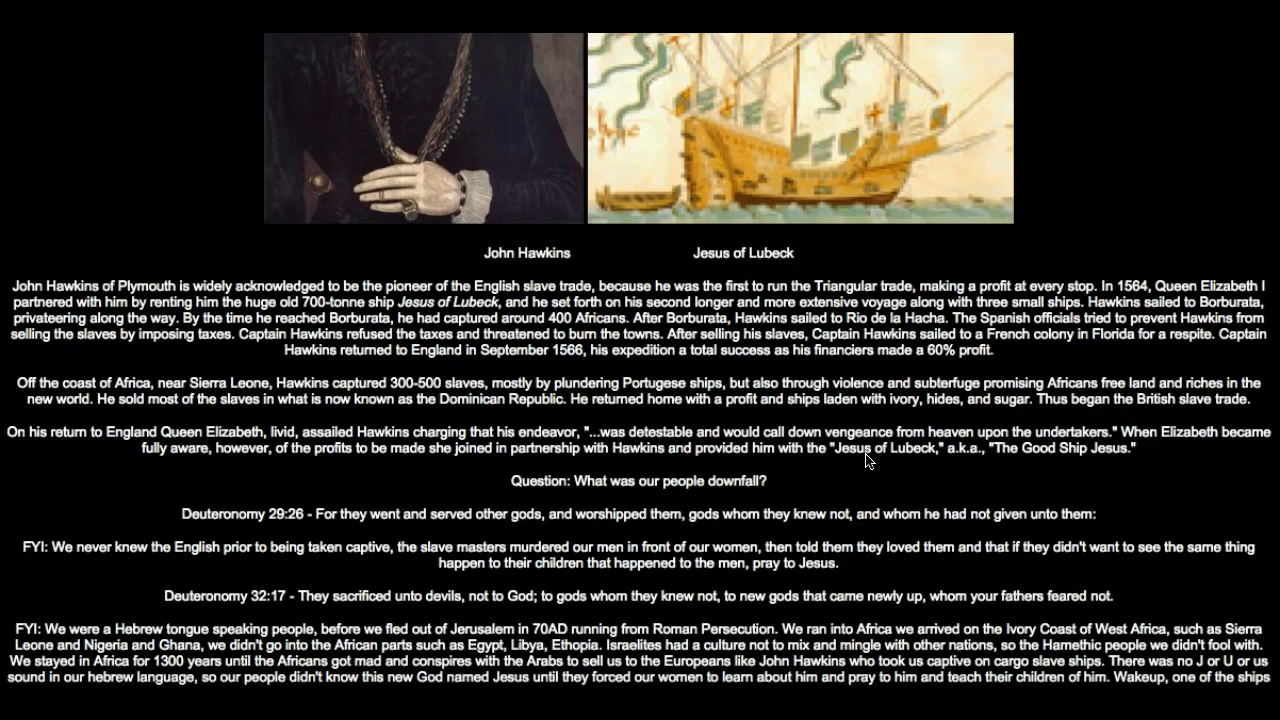 John Hawkins Jesus of Lubeck
John Hawkins of Plymouth is widely acknowledged to be the pioneer of the English slave trade, because he was the first to run the Triangular trade, making a profit at every stop. In 1564, Queen Elizabeth I
partnered with him by renting him the huge old 700-tonne ship Jesus of Lubeck, and he set forth on his second longer and more extensive voyage along with three small ships. Hawkins sailed to Borburata,
privateering along the way. By the time he reached Borburata, he had captured around 400 Africans. After Borburata, Hawkins sailed to Rio de la Hacha. The Spanish officials tried to prevent Hawkins from
selling the slaves by imposing taxes. Captain Hawkins refused the taxes and threatened to burn the towns. After selling his slaves, Captain Hawkins sailed to a French colony in Florida for a respite. Captain
Hawkins returned to England in September 1566, his expedition a total success as his financiers made a 60% profit.
Off the coast of Africa, near Sierra Leone, Hawkins captured 300-500 slaves, mostly by plundering Portugese ships, but also through violence and subterfuge promising Africans free land and riches in the
new world. He sold most of the slaves in what is now known as the Dominican Republic. He returned home with a profit and ships laden with ivory, hides, and sugar. Thus began the British slave trade.
On his return to England Queen Elizabeth, livid, assailed Hawkins charging that his endeavor, "...was detestable and would call down vengeance from heaven upon the undertakers." When Elizabeth became
fully aware, however, of the profits to be made she joined in partnership with Hawkins and provided him with the "Jesus of Lubeck," a.k.a., "The Good Ship Jesus."
Question: What was our people downfall?
Deuteronomy 29:26 - For they went and served other gods, and worshipped them, gods whom they knew not, and whom he had not given unto them:
FYI: We never knew the English prior to being taken captive, the slave masters murdered our men in front of our women, then told them they loved them and that if they didn't want to see the same thing
happen to their children that happened to the men, pray to Jesus.
Deuteronomy 32:17 - They sacrificed unto devils, not to God; to gods whom they knew not, to new gods that came newly up, whom your fathers feared not.
FYI: We were a Hebrew tongue speaking people, before we fled out of Jerusalem in 70AD running from Roman Persecution. We ran into Africa we arrived on the Ivory Coast of West Africa, such as Sierra
Leone and Nigeria and Ghana, we didn't go into the African parts such as Egypt, Libya, Ethopia. Israelites had a culture not to mix and mingle with other nations, so the Hamethic people we didn't fool with.
We stayed in Africa for 1300 years until the Africans got mad and conspires with the Arabs to sell us to the Europeans like John Hawkins who took us captive on cargo slave ships. There was no J or U or us
sound in our hebrew language, so our people didn't know this new God named Jesus until they forced our women to learn about him and pray to him and teach their children of him. Wakeup, one of the ships